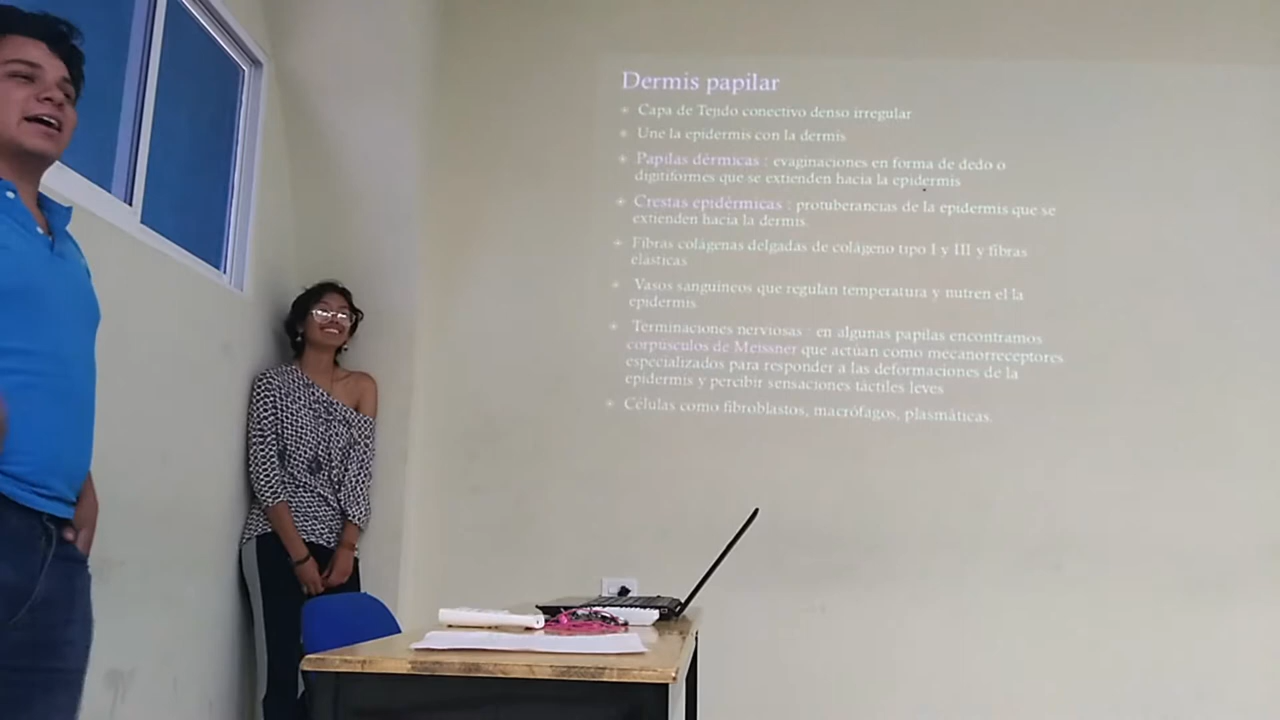 Dermis papilar
Capa de Tejido conectivo denso irregular
Une la epidermis con la dermis
Papilas dérmicas : evaginaciones en forma de dedo o
digitiformes que se extienden hacia la epidermis
Crestas epidérmicas : protuberancias de la epidermis que se
extienden hacia la dermis.
Fibras colágenas delgadas de colágeno tipo I y III y fibras
elásticas
Vasos sanguíneos que regulan temperatura y nutren el la
epidermis
Terminaciones nerviosas : en algunas papilas encontramos
corpúsculos de Meissner que actúan como mecanorreceptores
especializados para responder a las deformaciones de la
epidermis y percibir sensaciones táctiles leves
Células como fibroblastos, macrófagos, plasmáticas.